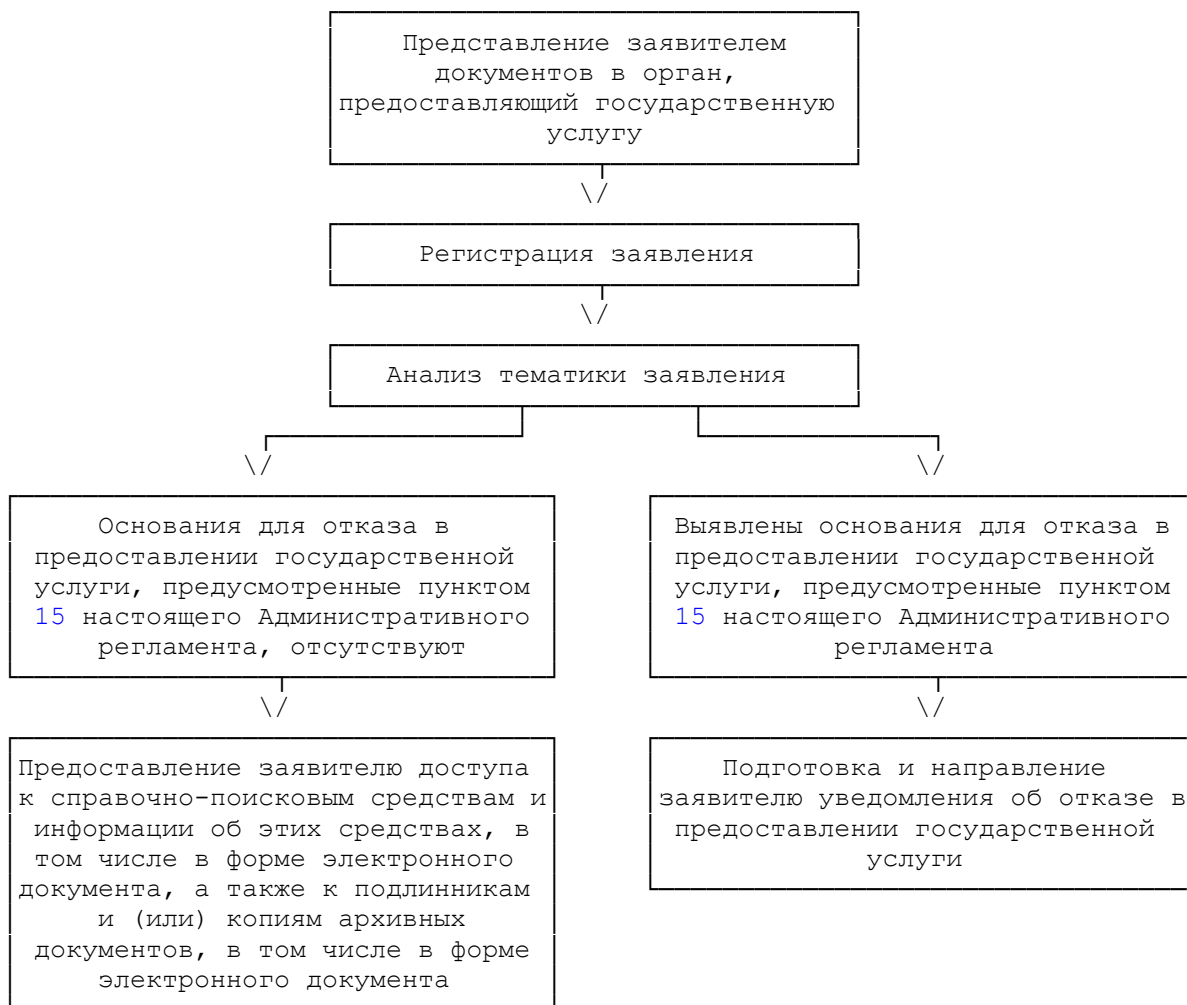 Представление заявителем
документов в орган,
предоставляющий государственную
услугу
\/
Регистрация заявления
\/
Анализ тематики заявления
\/
\/
Основания для отказа в
предоставлении государственной
услуги, предусмотренные пунктом
15 настоящего Административного
регламента, отсутствуют
\/
Предоставление заявителю доступа
к справочно-поисковым средствам и
информации об этих средствах, в
том числе в форме электронного
документа, а также к подлинникам
и (или) копиям архивных
документов, в том числе в форме
электронного документа
Выявлены основания для отказа в
предоставлении государственной
услуги, предусмотренные пунктом
15 настоящего Административного
регламента
\/
Подготовка и направление
заявителю уведомления об отказе в
предоставлении государственной
услуги